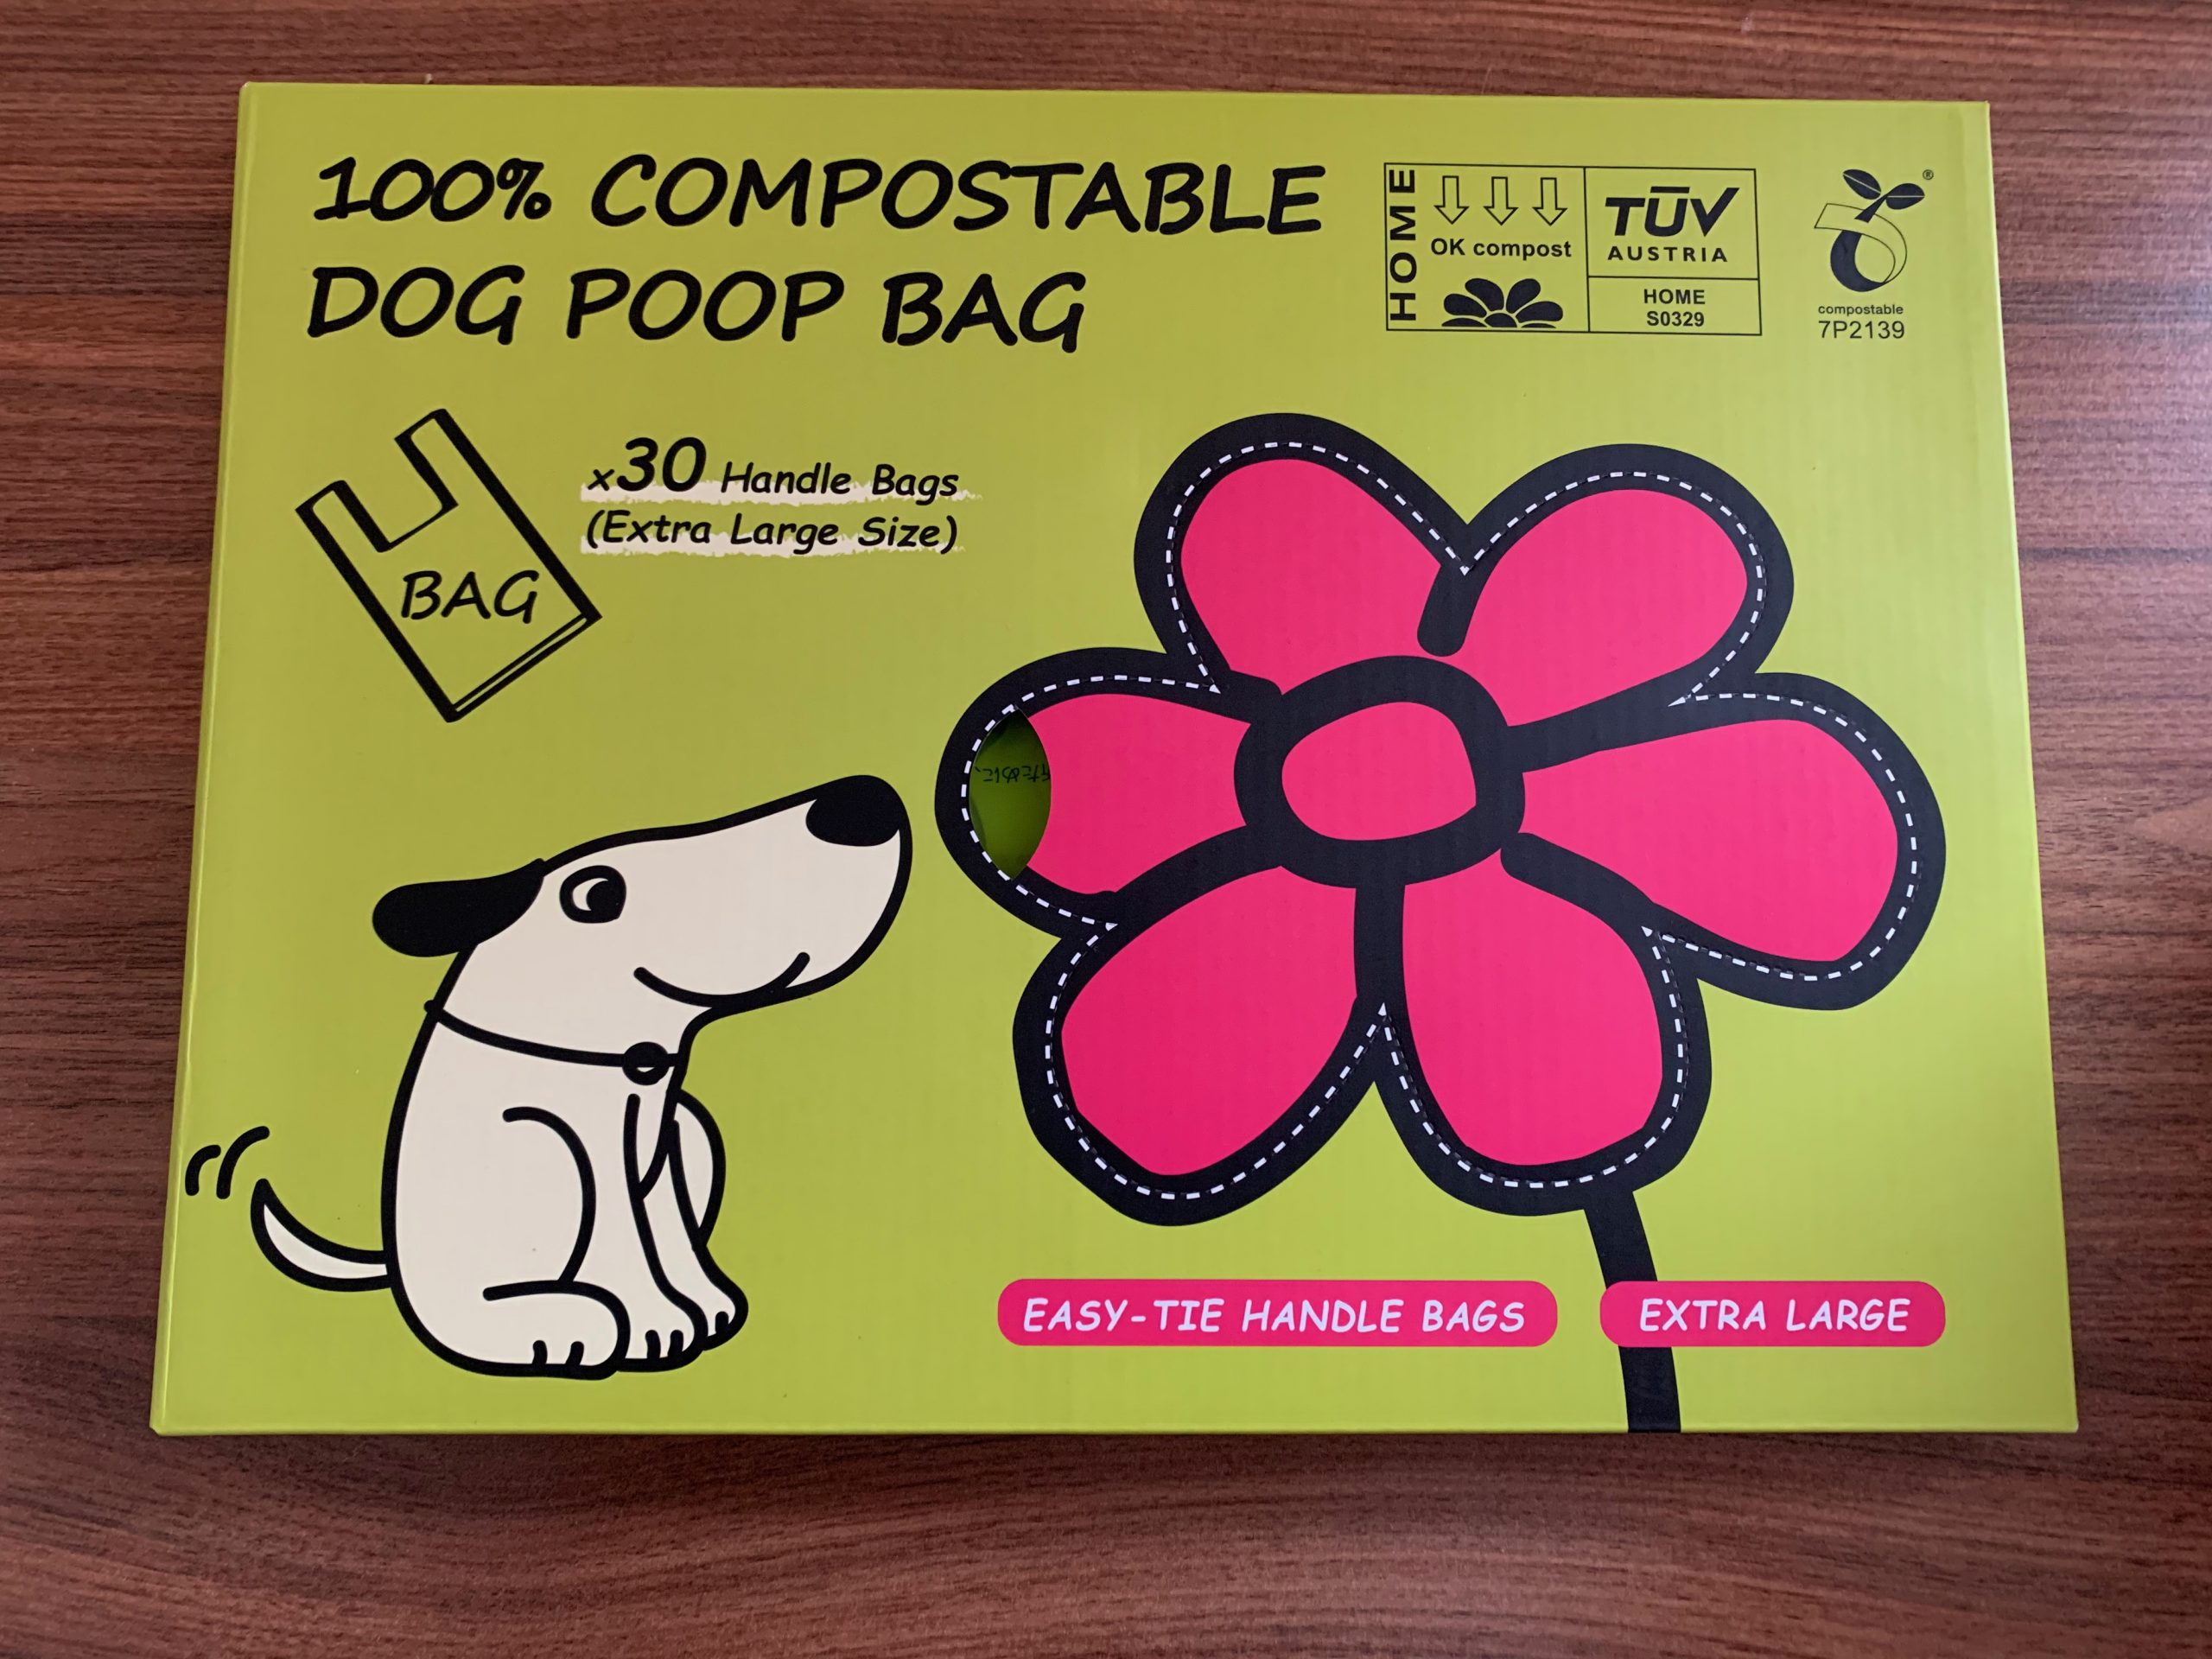 100% COMPOSTABLE
DOG POOP BAG
HOME
OK compost
TÜV
AUSTRIA
HOME
S0329
®
compostable
7P2139
x30 Handle Bags
(Extra Large Size)
BAG
EASY-TIE HANDLE BAGS
EXTRA LARGE